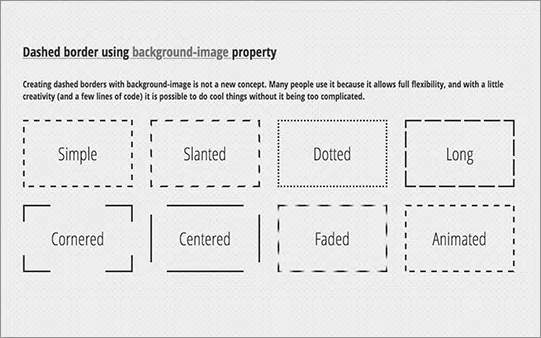 Dashed border using background-image property
Creating dashed borders with background-image is not a new concept. Many people use it because it allows full flexibility, and with a little
creativity (and a few lines of code) it is possible to do cool things without it being too complicated.
Simple
Slanted
Dotted
Long
Cornered
Centered
Faded
Animated